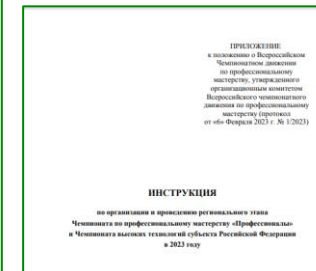 ПРИЛОЖЕНИЕ
к положению о Всероссийском
Чемпионатном движении
по профессиональному
мастерству, утвержденного
организационным комитетом
Всероссийского чемпионатного
движения по профессиональному
мастерству (протокол
от «6» Февраля 2023 г. № 1/2023)
ИНСТРУКЦИЯ
по организации и проведению регионального этапа
Чемпионата по профессиональному мастерству «Профессионалы»
и Чемпионата высоких технологий субъекта Российской Федерации
в 2023 году